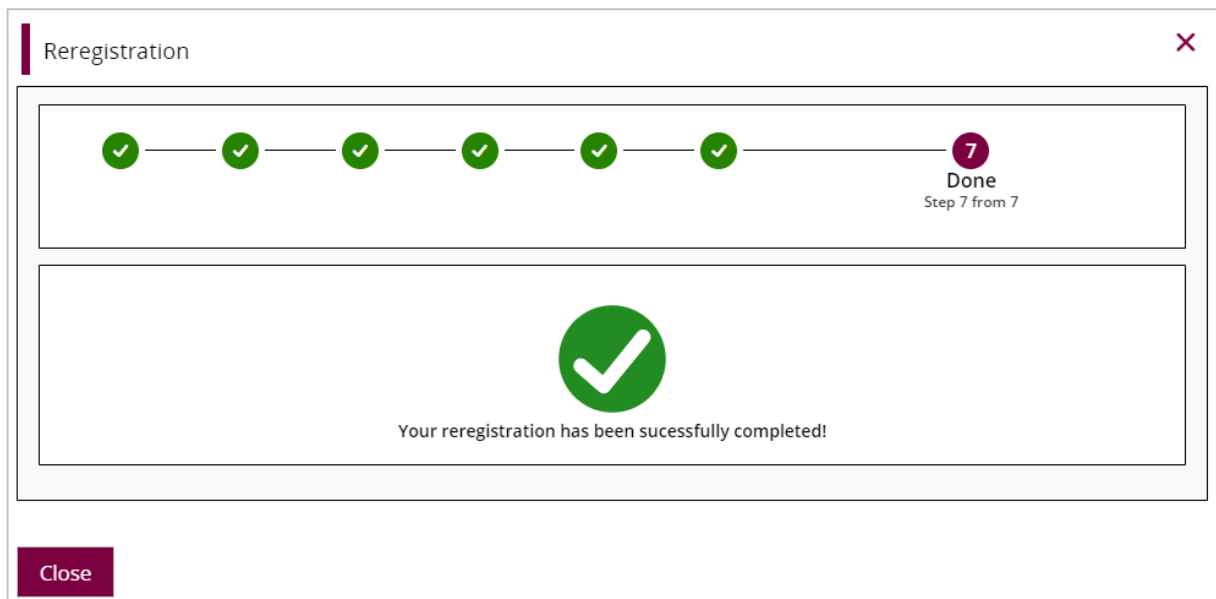 Reregistration
7
Done
Step 7 from 7
Your reregistration has been sucessfully completed!
Close